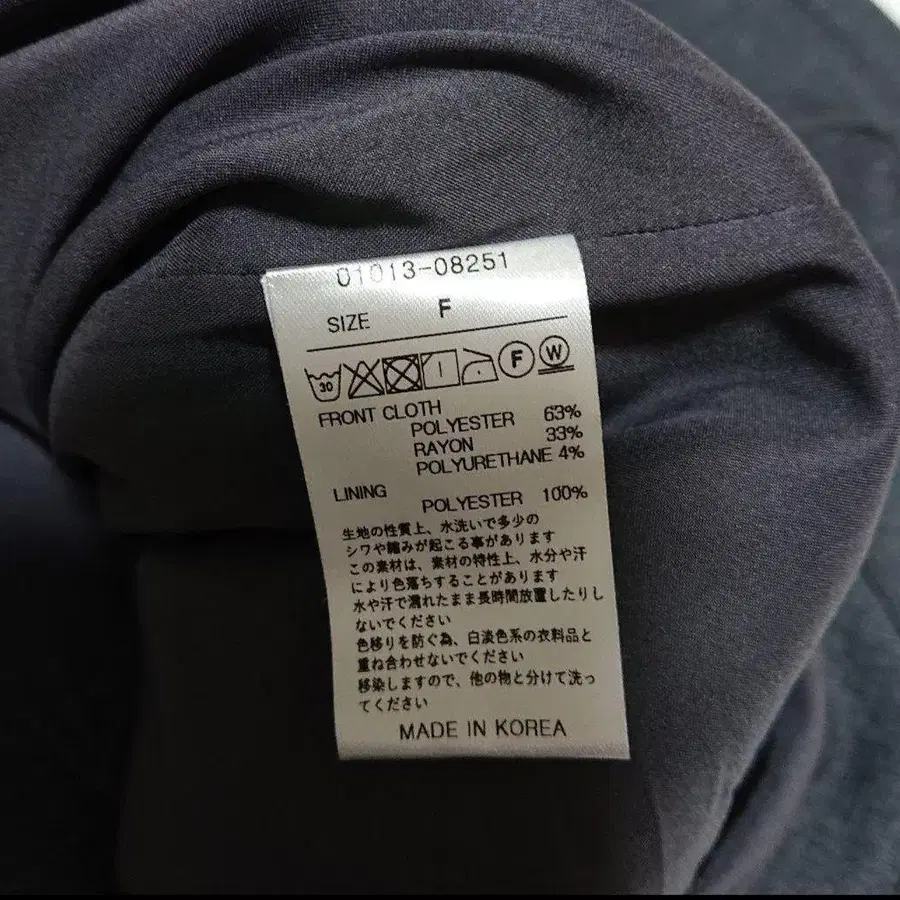 01013-08251
SIZE F
30 F W
FRONT CLOTH
POLYESTER 63%
RAYON 33%
POLYURETHANE 4%
LINING
POLYESTER 100%
生地の性質上、水洗いで多少の
シワや縮みが起こる事があります
この素材は、素材の特性上、水分や汗
により色落ちすることがあります
水や汗で濡れたまま長時間放置したりし
ないでください
色移りを防ぐ為、白淡色系の衣料品と
重ね合わせないでください
移染しますので、他の物と分けて洗っ
てください
MADE IN KOREA